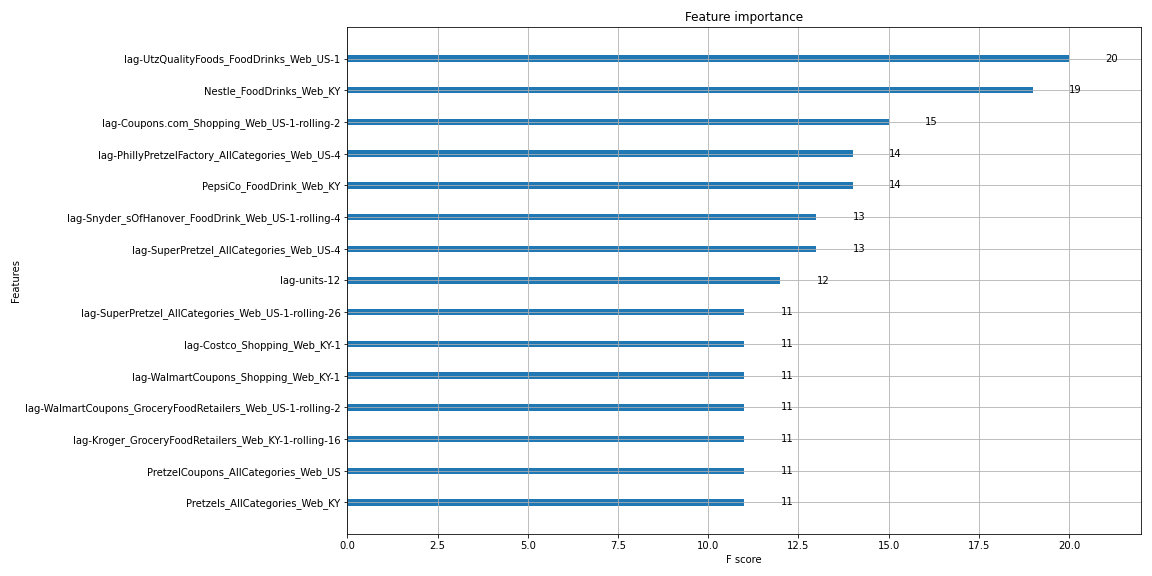 Feature importance
Features
lag-UtzQualityFoods_FoodDrinks_Web_US-1 20
Nestle_FoodDrinks_Web_KY 19
lag-Coupons.com_Shopping_Web_US-1-rolling-2 15
lag-PhillyPretzelFactory_AllCategories_Web_US-4 14
PepsiCo_FoodDrink_Web_KY 14
lag-Snyder_sOfHanover_FoodDrink_Web_US-1-rolling-4 13
lag-SuperPretzel_AllCategories_Web_US-4 13
lag-units-12 12
lag-SuperPretzel_AllCategories_Web_US-1-rolling-26 11
lag-Costco_Shopping_Web_KY-1 11
lag-WalmartCoupons_Shopping_Web_KY-1 11
lag-WalmartCoupons_GroceryFoodRetailers_Web_US-1-rolling-2 11
lag-Kroger_GroceryFoodRetailers_Web_KY-1-rolling-16 11
PretzelCoupons_AllCategories_Web_US 11
Pretzels_AllCategories_Web_KY 11
0.0 2.5 5.0 7.5 10.0 12.5 15.0 17.5 20.0
F score